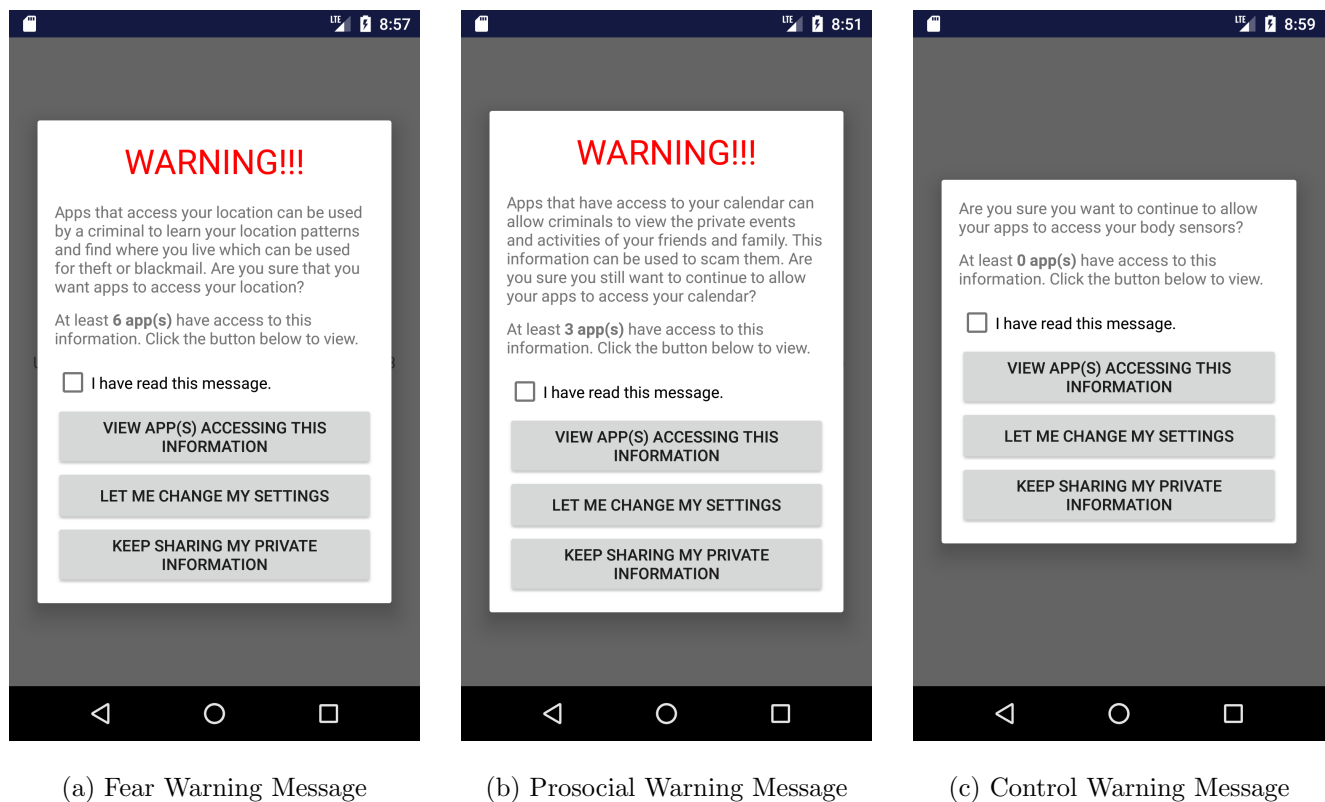 LTE 8:57
WARNING!!!
Apps that access your location can be used
by a criminal to learn your location patterns
and find where you live which can be used
for theft or blackmail. Are you sure that you
want apps to access your location?
At least 6 app(s) have access to this
information. Click the button below to view.
I have read this message.
VIEW APP(S) ACCESSING THIS
INFORMATION
LET ME CHANGE MY SETTINGS
KEEP SHARING MY PRIVATE
INFORMATION
(a) Fear Warning Message
LTE 8:51
WARNING!!!
Apps that have access to your calendar can
allow criminals to view the private events
and activities of your friends and family. This
information can be used to scam them. Are
you sure you still want to continue to allow
your apps to access your calendar?
At least 3 app(s) have access to this
information. Click the button below to view.
I have read this message.
VIEW APP(S) ACCESSING THIS
INFORMATION
LET ME CHANGE MY SETTINGS
KEEP SHARING MY PRIVATE
INFORMATION
(b) Prosocial Warning Message
LTE 8:59
Are you sure you want to continue to allow
your apps to access your body sensors?
At least 0 app(s) have access to this
information. Click the button below to view.
I have read this message.
VIEW APP(S) ACCESSING THIS
INFORMATION
LET ME CHANGE MY SETTINGS
KEEP SHARING MY PRIVATE
INFORMATION
(c) Control Warning Message